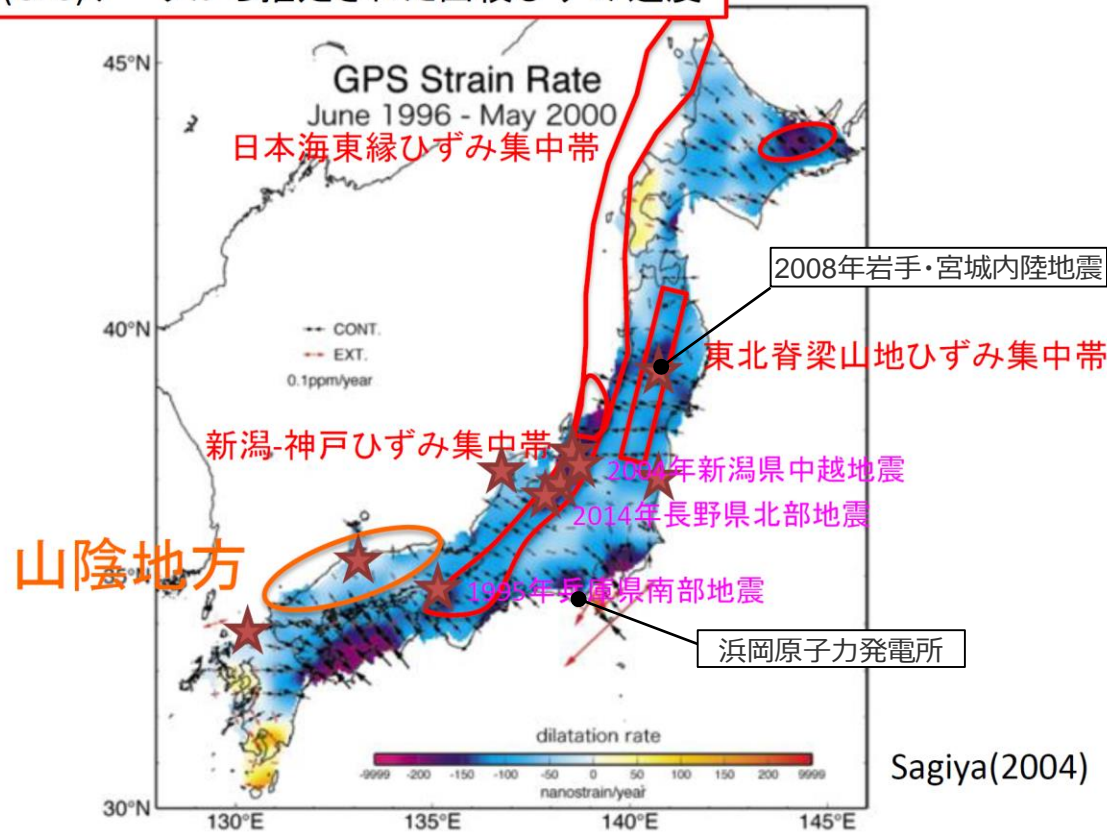 45°N
GPS Strain Rate
June 1996 - May 2000
日本海東縁ひずみ集中帯
2008年岩手・宮城内陸地震
40°N
CONT.
EXT.
0.1ppm/year
東北脊梁山地ひずみ集中帯
新潟-神戸ひずみ集中帯
2004年新潟県中越地震
2014年長野県北部地震
山陰地方
35°N
1995年兵庫県南部地震
浜岡原子力発電所
dilatation rate
-9999 -200 -150 -100 -50 0 50 100 150 200 9999
nanostrain/year
Sagiya(2004)
30°N
130°E 135°E 140°E 145°E